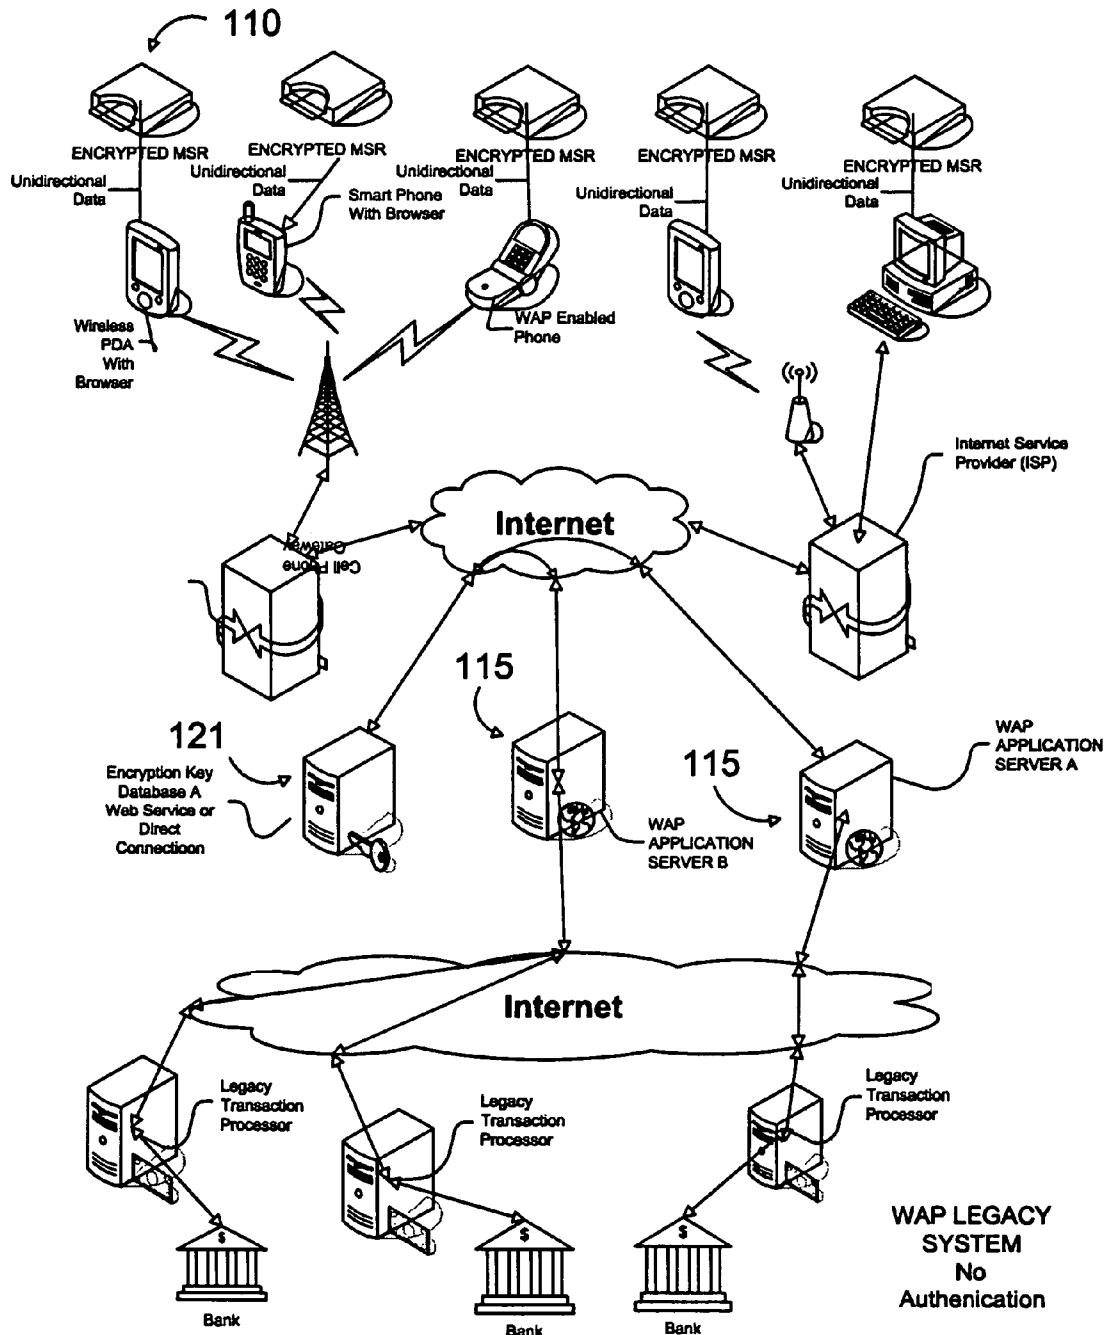 110
ENCRYPTED MSR
ENCRYPTED MSR
ENCRYPTED MSR
ENCRYPTED MSR
ENCRYPTED MSR
Unidirectional
Data
Unidirectional
Data
Smart Phone
With Browser
Unidirectional
Data
Unidirectional
Data
Unidirectional
Data
Wireless
PDA
With
Browser
WAP Enabled
Phone
Internet Service
Provider (ISP)
Internet
Cell Phone
Gateway
115
121
Encryption Key
Database A
Web Service or
Direct
Connectioon
WAP
APPLICATION
SERVER B
115
WAP
APPLICATION
SERVER A
Internet
Legacy
Transaction
Processor
Legacy
Transaction
Processor
Legacy
Transaction
Processor
$
$
$
Bank
Bank
Bank
WAP LEGACY
SYSTEM
No
Authenication